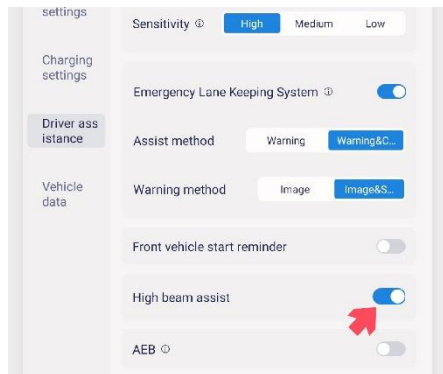 settings
Sensitivity ⓘ High Medium Low
Charging
settings
Emergency Lane Keeping System ⓘ
Driver ass
istance
Assist method Warning Warning&C...
Vehicle
data
Warning method Image Image&S...
Front vehicle start reminder
High beam assist
AEB ⓘ